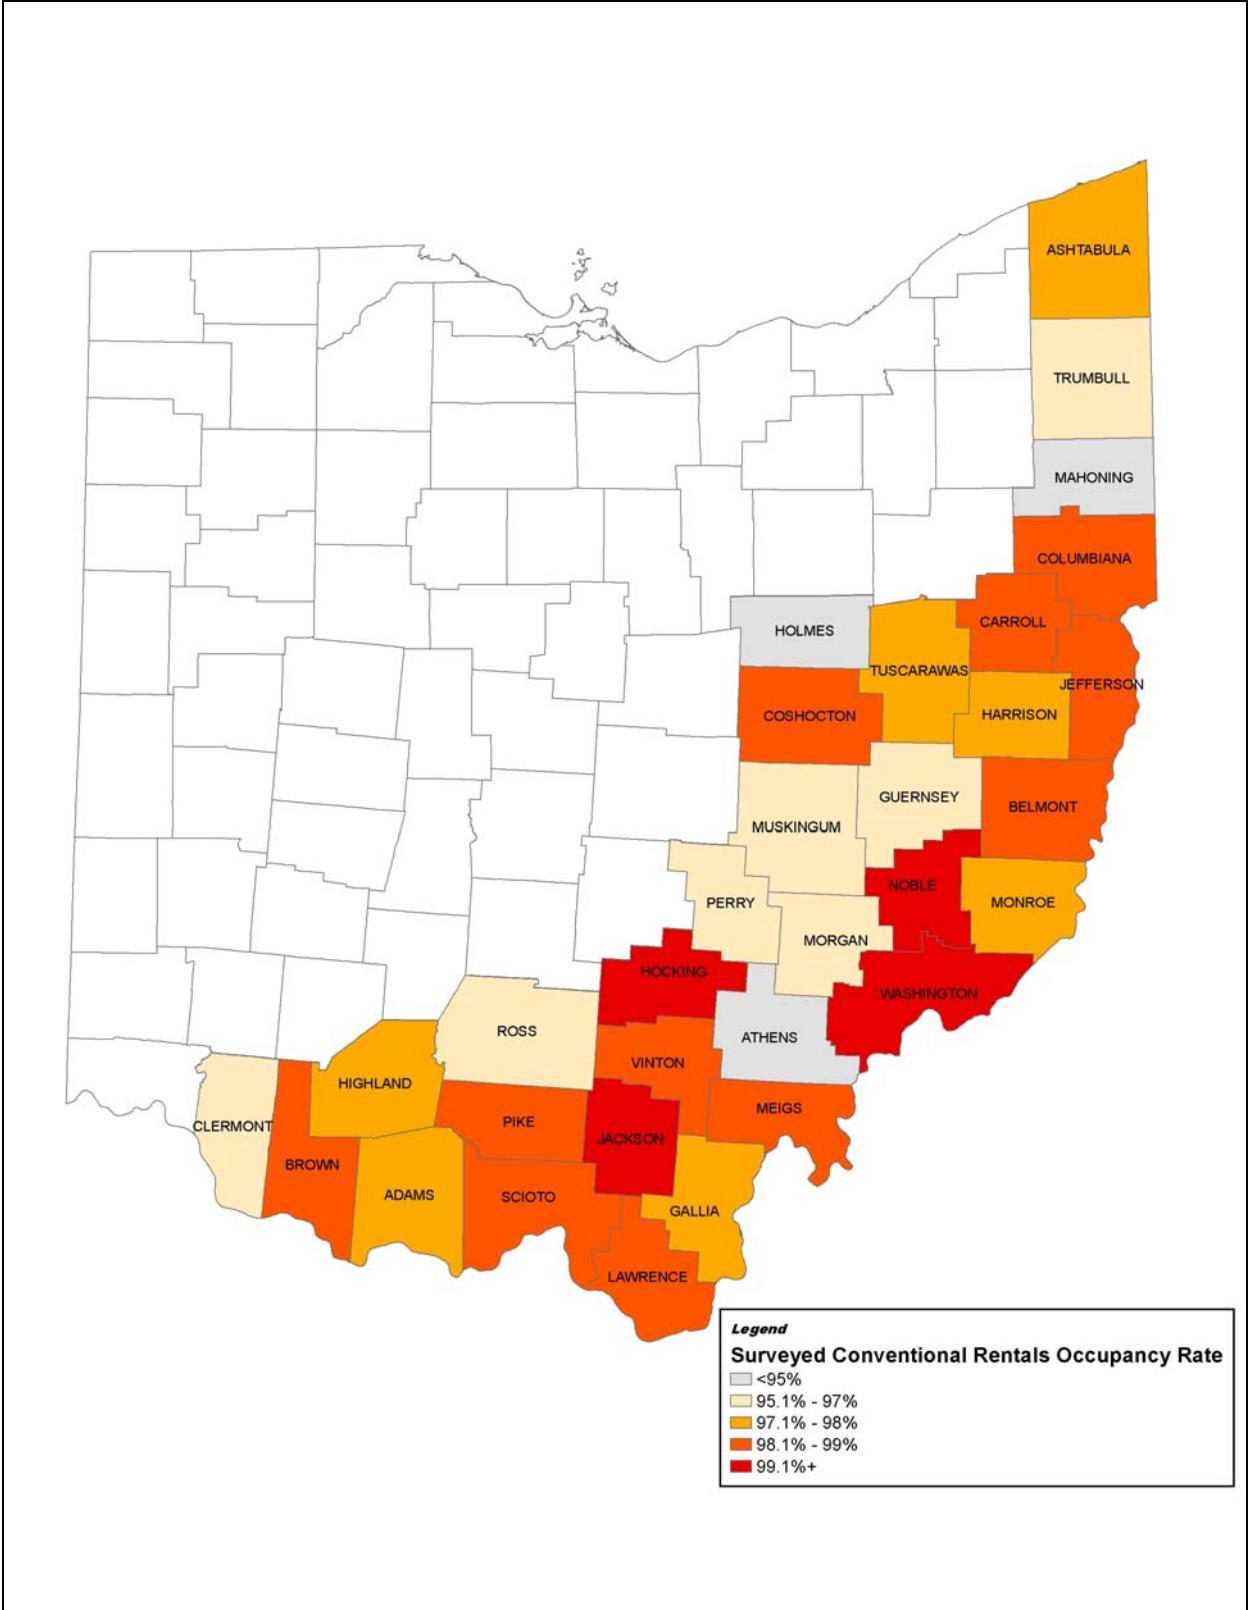 ASHTABULA
TRUMBULL
MAHONING
COLUMBIANA
CARROLL
HOLMES
TUSCARAWAS
JEFFERSON
COSHOCTON
HARRISON
GUERNSEY
BELMONT
MUSKINGUM
NOBLE
PERRY
MONROE
MORGAN
HOCKING
WASHINGTON
ROSS
ATHENS
VINTON
HIGHLAND
MEIGS
PIKE
CLERMONT
JACKSON
BROWN
ADAMS
SCIOTO
GALLIA
LAWRENCE
Legend
Surveyed Conventional Rentals Occupancy Rate
<95%
95.1% - 97%
97.1% - 98%
98.1% - 99%
99.1%+